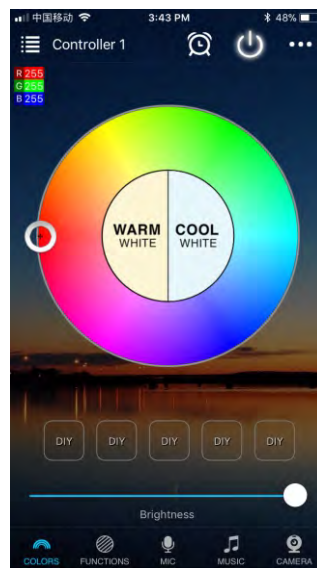 中国移动 3:43 PM 48%
Controller 1
R 255
G 255
B 255
WARM WHITE
COOL WHITE
DIY DIY DIY DIY DIY
Brightness
COLORS FUNCTIONS MIC MUSIC CAMERA